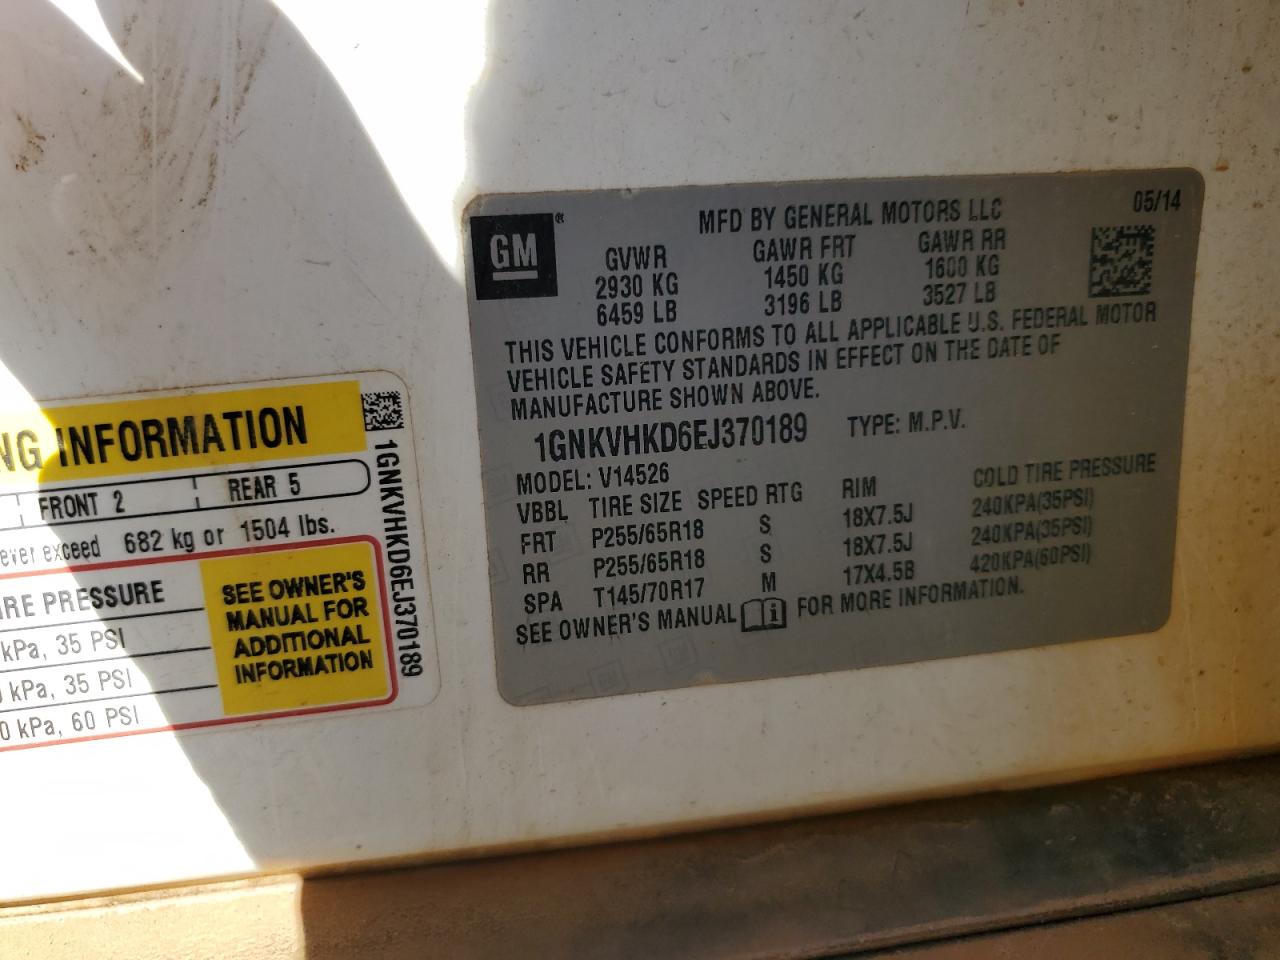 NG INFORMATION
FRONT 2 REAR 5
ever exceed 682 kg or 1504 lbs.
IRE PRESSURE
kPa, 35 PSI
0 kPa, 35 PSI
0 kPa, 60 PSI
SEE OWNER'S
MANUAL FOR
ADDITIONAL
INFORMATION
1GNKVHKD6EJ370189
GM®
MFD BY GENERAL MOTORS LLC 05/14
GVWR GAWR FRT GAWR RR
2930 KG 1450 KG 1600 KG
6459 LB 3196 LB 3527 LB
THIS VEHICLE CONFORMS TO ALL APPLICABLE U.S. FEDERAL MOTOR
VEHICLE SAFETY STANDARDS IN EFFECT ON THE DATE OF
MANUFACTURE SHOWN ABOVE.
1GNKVHKD6EJ370189 TYPE: M.P.V.
MODEL: V14526
VBBL TIRE SIZE SPEED RTG RIM COLD TIRE PRESSURE
FRT P255/65R18 S 18X7.5J 240KPA(35PSI)
RR P255/65R18 S 18X7.5J 240KPA(35PSI)
SPA T145/70R17 M 17X4.5B 420KPA(60PSI)
SEE OWNER'S MANUAL FOR MORE INFORMATION.